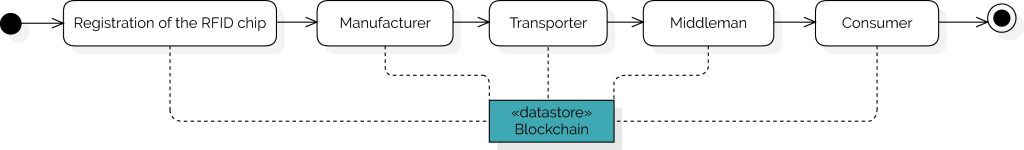 Registration of the RFID chip
Manufacturer
Transporter
Middleman
Consumer
«datastore»
Blockchain